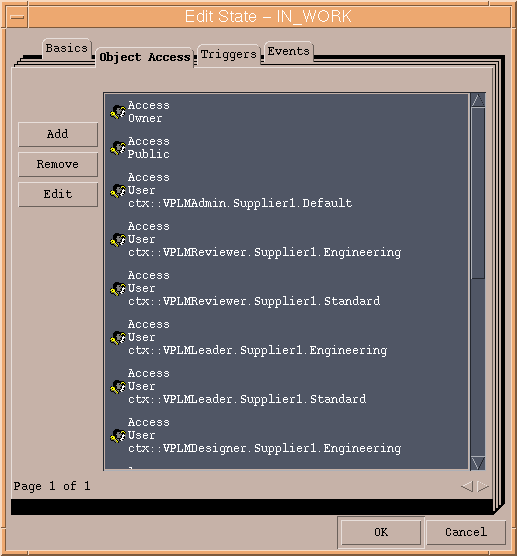 Edit State – IN_WORK
Basics
Object Access
Triggers
Events
Add
Remove
Edit
Access
Owner
Access
Public
Access
User
ctx::VPLMAdmin.Supplier1.Default
Access
User
ctx::VPLMReviewer.Supplier1.Engineering
Access
User
ctx::VPLMReviewer.Supplier1.Standard
Access
User
ctx::VPLMLeader.Supplier1.Engineering
Access
User
ctx::VPLMLeader.Supplier1.Standard
Access
User
ctx::VPLMDesigner.Supplier1.Engineering
Page 1 of 1
OK
Cancel